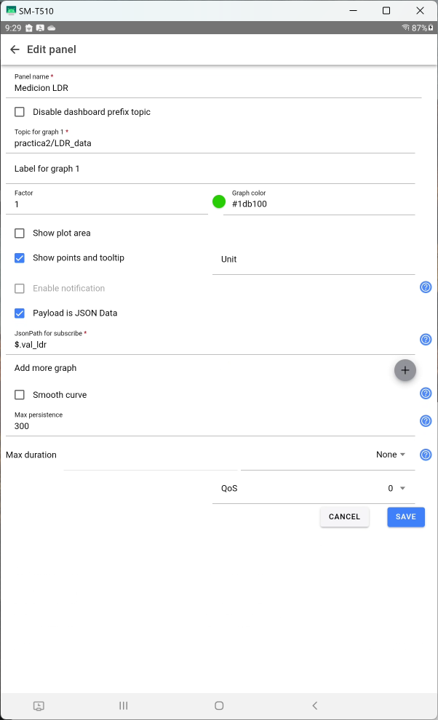 SM-T510
9:29
87%
Edit panel
Panel name *
Medicion LDR
Disable dashboard prefix topic
Topic for graph 1 *
practica2/LDR_data
Label for graph 1
Factor
1
Graph color
#1db100
Show plot area
Show points and tooltip
Unit
Enable notification
Payload is JSON Data
JsonPath for subscribe *
$.val_ldr
Add more graph
Smooth curve
Max persistence
300
Max duration
None
QoS
0
CANCEL
SAVE